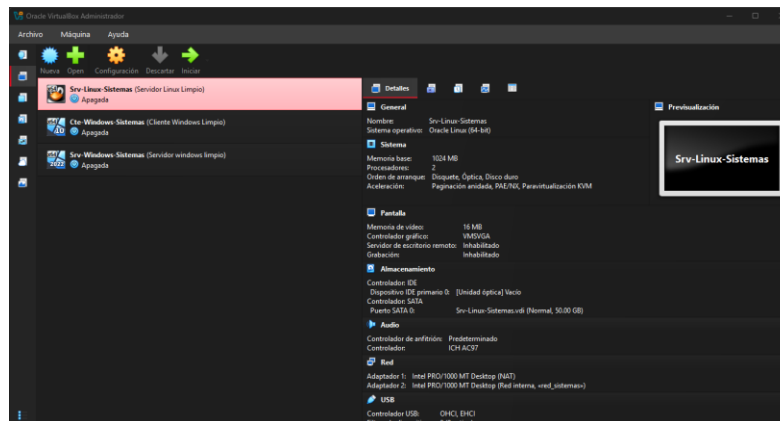 Oracle VirtualBox Administrador
Archivo Máquina Ayuda
Nueva Open Configuración Descartar Iniciar
Srv-Linux-Sistemas (Servidor Linux Limpio)
Apagada
Cte-Windows-Sistemas (Cliente Windows Limpio)
Apagada
Srv-Windows-Sistemas (Servidor windows limpio)
Apagada
10
2022
Detalles
General
Nombre: Srv-Linux-Sistemas
Sistema operativo: Oracle Linux (64-bit)
Sistema
Memoria base: 1024 MB
Procesadores: 2
Orden de arranque: Disquete, Óptica, Disco duro
Aceleración: Paginación anidada, PAE/NX, Paravirtualización KVM
Pantalla
Memoria de vídeo: 16 MB
Controlador gráfico: VMSVGA
Servidor de escritorio remoto: Inhabilitado
Grabación: Inhabilitado
Almacenamiento
Controlador: IDE
Dispositivo IDE primario 0: [Unidad óptica] Vacío
Controlador: SATA
Puerto SATA 0: Srv-Linux-Sistemas.vdi (Normal, 50.00 GB)
Audio
Controlador de anfitrión: Predeterminado
Controlador: ICH AC97
Red
Adaptador 1: Intel PRO/1000 MT Desktop (NAT)
Adaptador 2: Intel PRO/1000 MT Desktop (Red interna, «red_sistemas»)
USB
Controlador USB: OHCI, EHCI
Previsualización
Srv-Linux-Sistemas